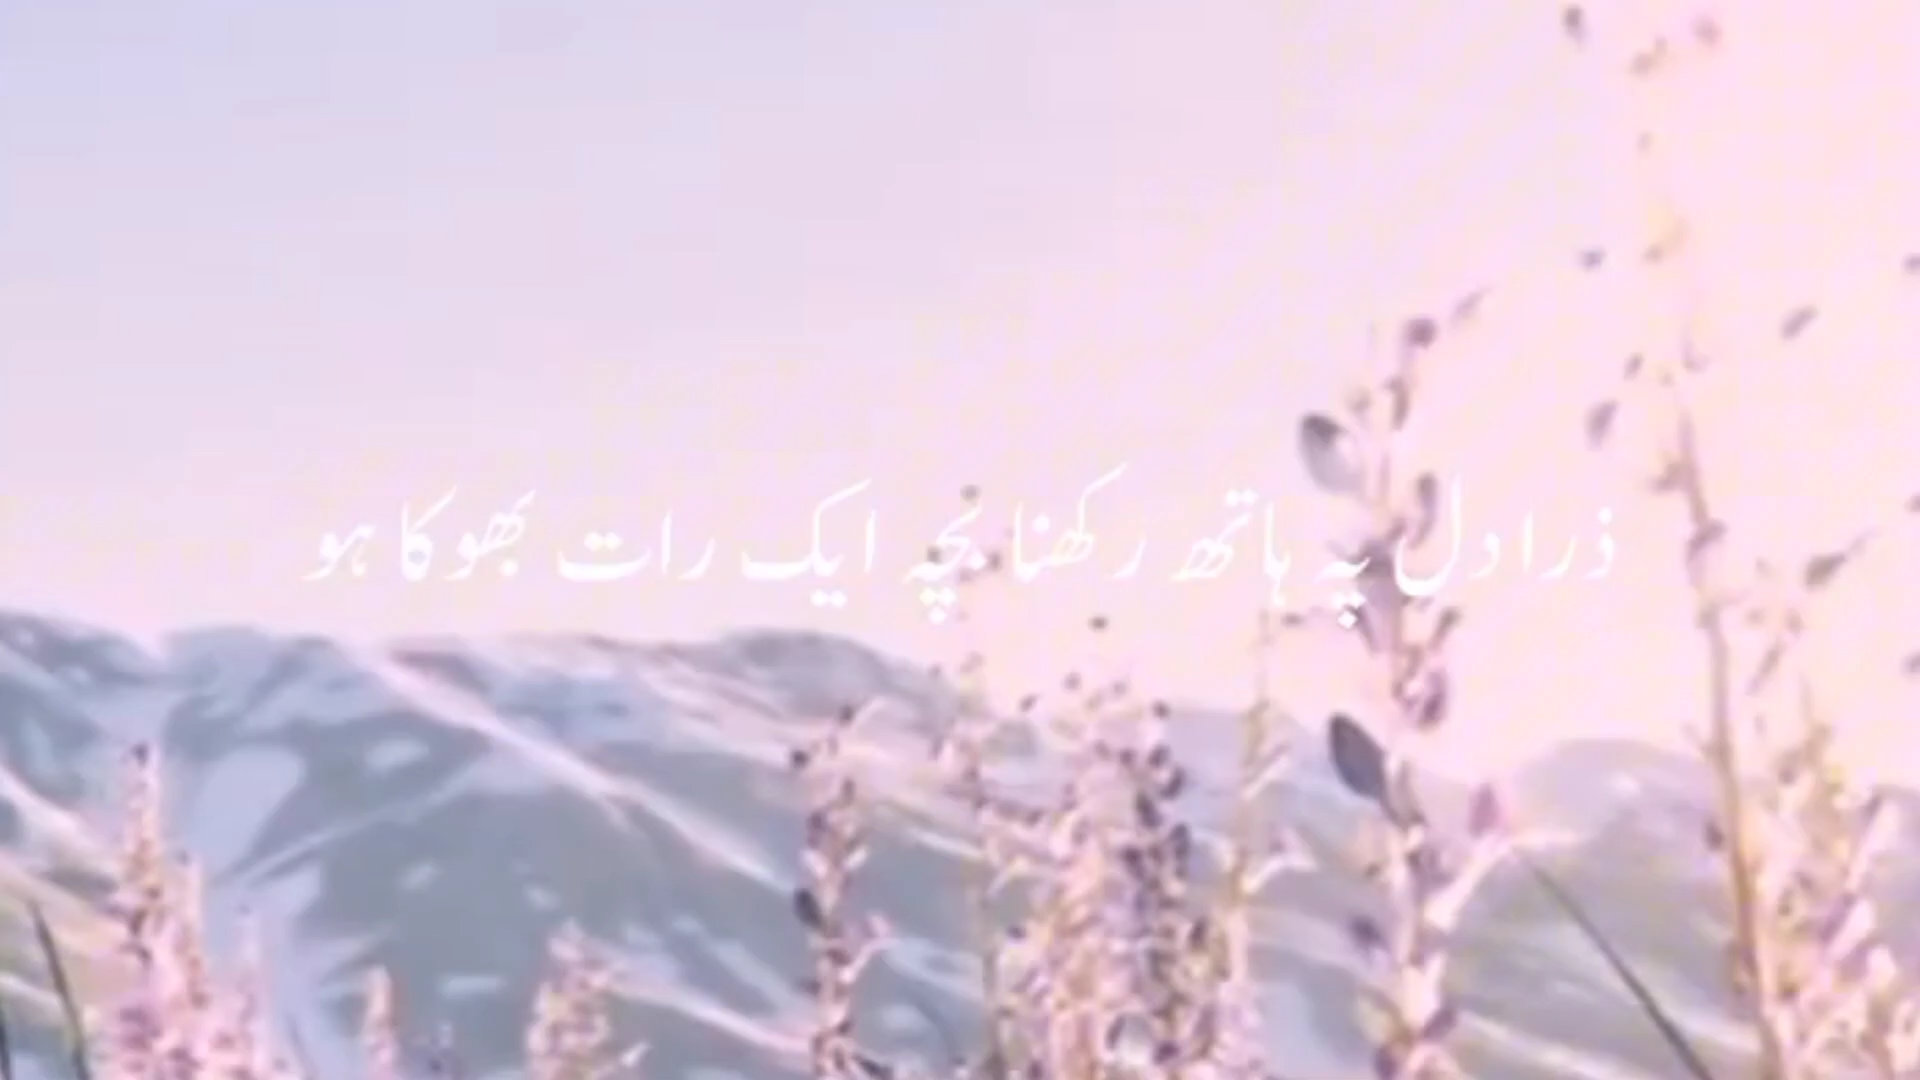 ذرا دل پہ ہاتھ رکھنا بچہ ایک رات بھوکا ہو